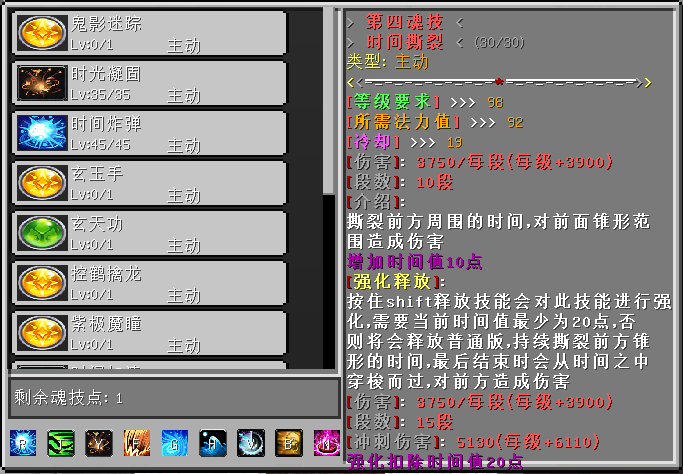 鬼影迷踪
Lv:0/1 主动
时光凝固
Lv:35/35 主动
时间炸弹
Lv:45/45 主动
玄玉手
Lv:0/1 主动
玄天功
Lv:0/1 主动
控鹤擒龙
Lv:0/1 主动
紫极魔瞳
Lv:0/1 主动
剩余魂技点: 1
R
Y
F
G
A
V
B
N
> 第四魂技 <
> 时间撕裂 < (30/30)
类型: 主动
[等级要求] >>> 98
[所需法力值] >>> 92
[冷却] >>> 19
[伤害]: 3750/每段(每级+3900)
[段数]: 10段
[介绍]:
撕裂前方周围的时间,对前面锥形范
围造成伤害
增加时间值10点
[强化释放]:
按住shift释放技能会对此技能进行强
化,需要当前时间值最少为20点,否
则将会释放普通版,持续撕裂前方锥
形的时间,最后结束时会从时间之中
穿梭而过,对前方造成伤害
[伤害]: 3750/每段(每级+3900)
[段数]: 15段
[冲刺伤害]: 5130(每级+6110)
强化扣除时间值20点